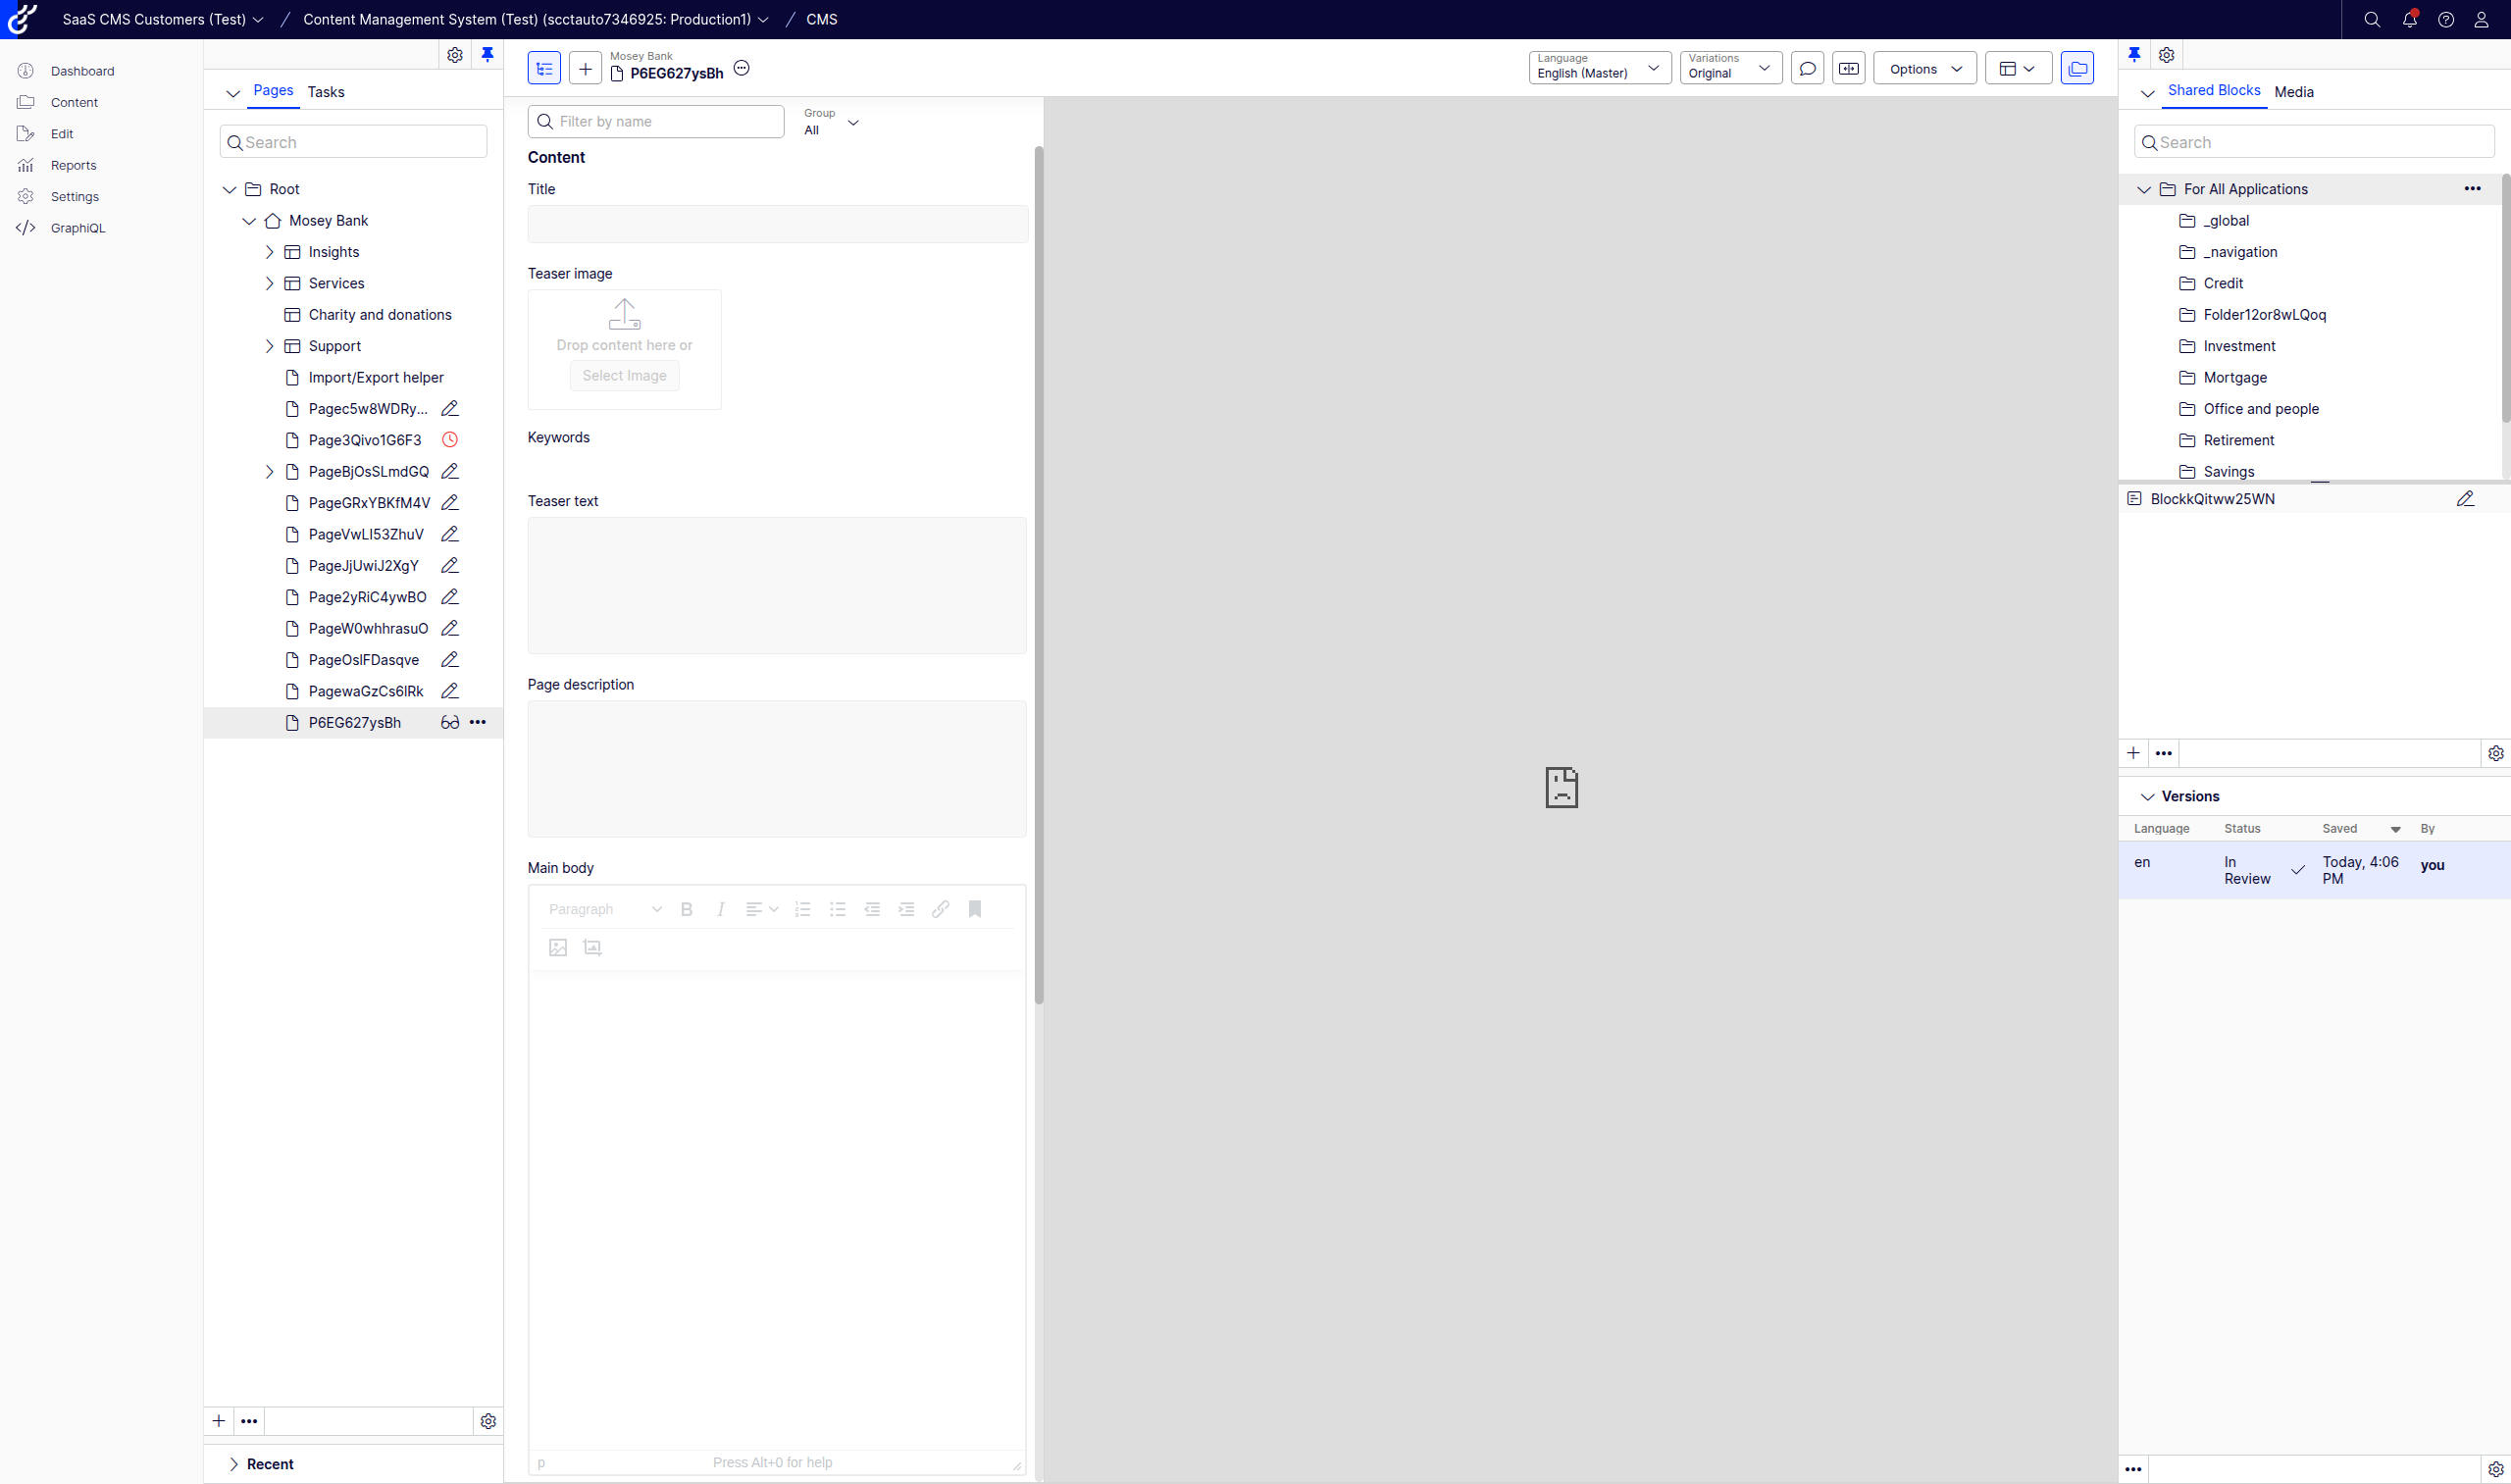 SaaS CMS Customers (Test) / Content Management System (Test) (scctauto7346925: Production1) / CMS
Dashboard
Content
Edit
Reports
Settings
GraphiQL
Pages Tasks
Search
Root
Mosey Bank
Insights
Services
Charity and donations
Support
Import/Export helper
Pagec5w8WDRy...
Page3Qivo1G6F3
PageBjOsSLmdGQ
PageGRxYBKfM4V
PageVwLI53ZhuV
PageJjUwiJ2XgY
Page2yRiC4ywBO
PageW0whhrasuO
PageOsIFDasqve
PagewaGzCs6lRk
P6EG627ysBh
Recent
Mosey Bank
P6EG627ysBh
Language
English (Master)
Variations
Original
Options
Filter by name
Group
All
Content
Title
Teaser image
Drop content here or
Select Image
Keywords
Teaser text
Page description
Main body
Paragraph
p
Press Alt+0 for help
Shared Blocks Media
Search
For All Applications
_global
_navigation
Credit
Folder12or8wLQoq
Investment
Mortgage
Office and people
Retirement
Savings
BlockkQitww25WN
Versions
Language Status Saved By
en In Review Today, 4:06 PM you